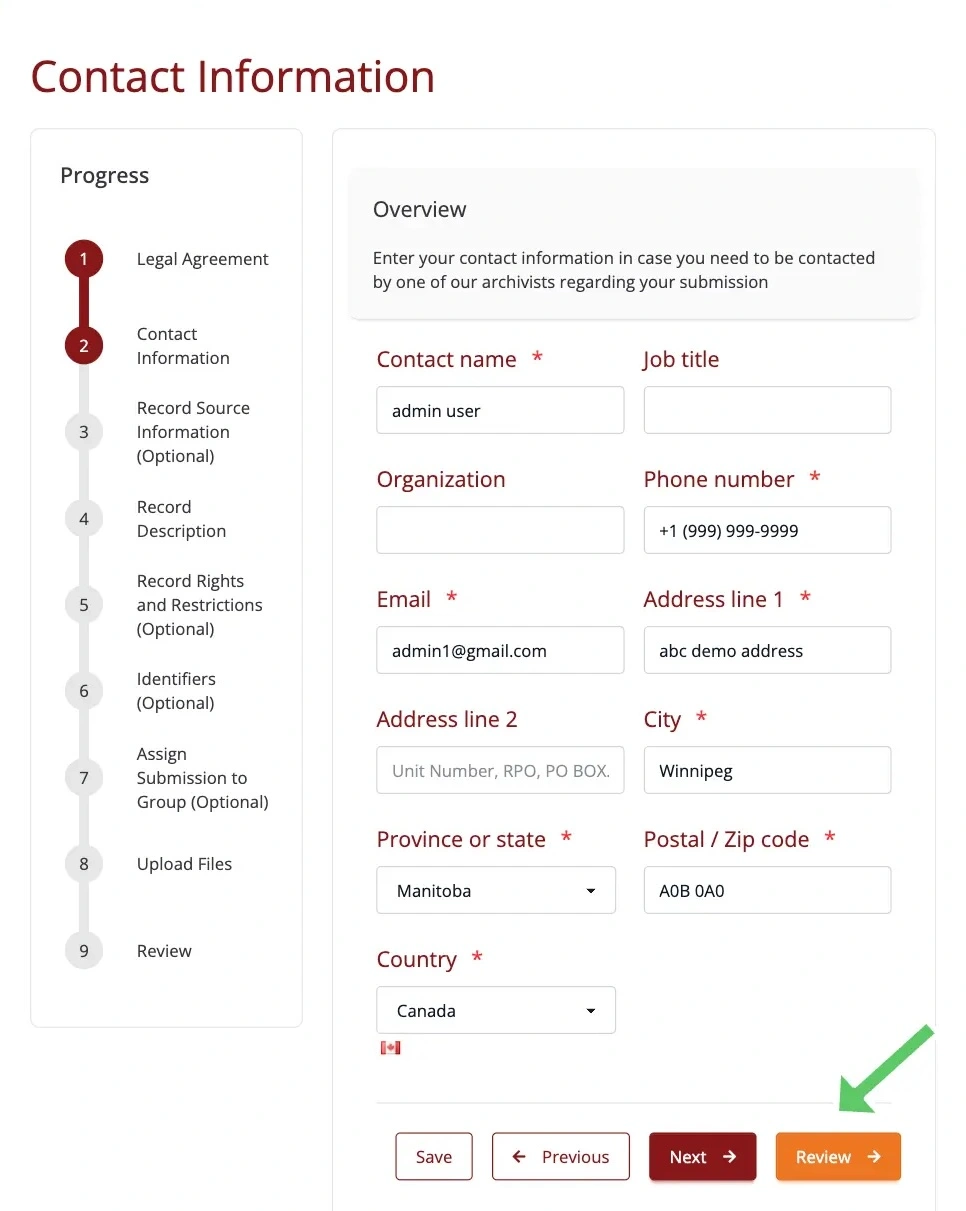 Contact Information
Progress
1
Legal Agreement
2
Contact
Information
3
Record Source
Information
(Optional)
4
Record
Description
5
Record Rights
and Restrictions
(Optional)
6
Identifiers
(Optional)
7
Assign
Submission to
Group (Optional)
8
Upload Files
9
Review
Overview
Enter your contact information in case you need to be contacted
by one of our archivists regarding your submission
Contact name *
Job title
admin user
Organization
Phone number *
+1 (999) 999-9999
Email *
Address line 1 *
admin1@gmail.com
abc demo address
Address line 2
City *
Unit Number, RPO, PO BOX.
Winnipeg
Province or state *
Postal / Zip code *
Manitoba
A0B 0A0
Country *
Canada
Save
Previous
Next
Review